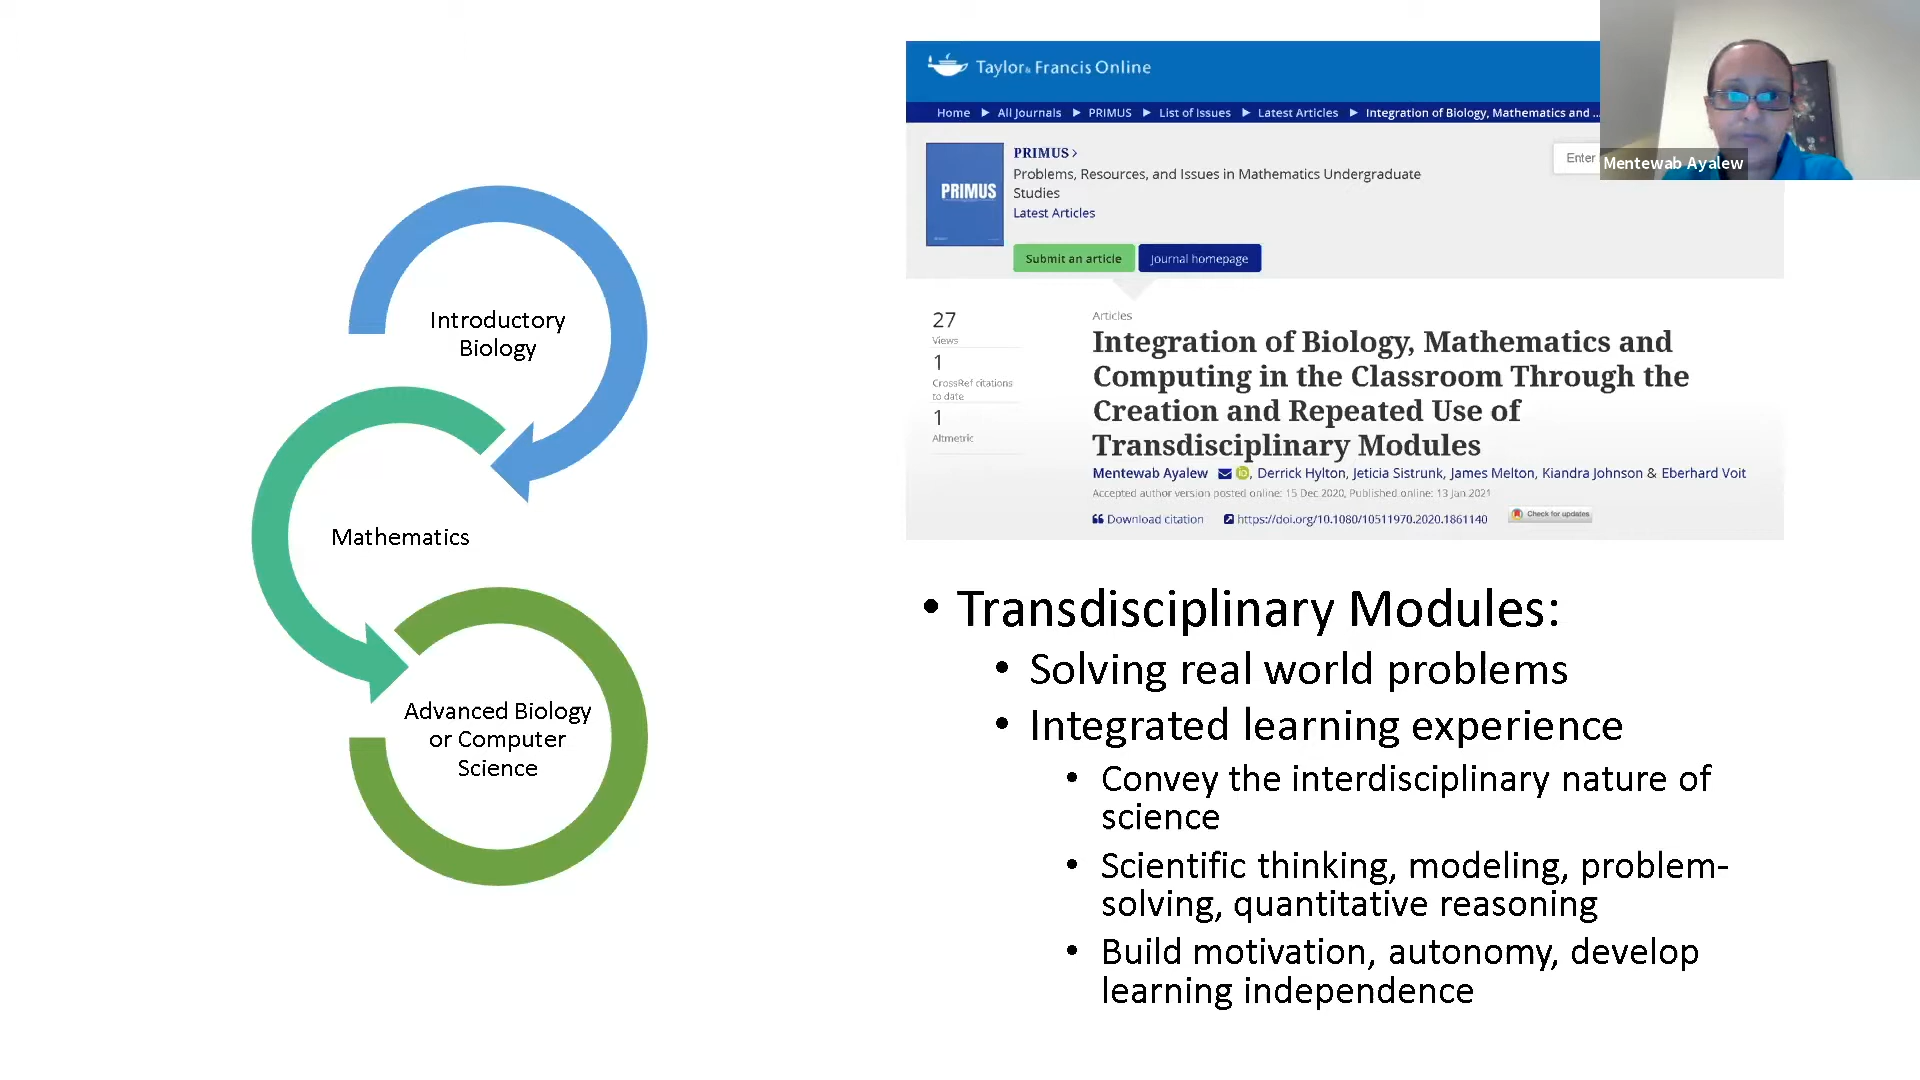 Introductory
Biology
Mathematics
Advanced Biology
or Computer
Science
Taylor & Francis Online
Home ▶ All Journals ▶ PRIMUS ▶ List of Issues ▶ Latest Articles ▶ Integration of Biology, Mathematics and ...
PRIMUS
PRIMUS ›
Problems, Resources, and Issues in Mathematics Undergraduate
Studies
Latest Articles
Enter
Submit an article
Journal homepage
Mentewab Ayalew
27
Views
1
CrossRef citations
to date
1
Altmetric
Articles
Integration of Biology, Mathematics and
Computing in the Classroom Through the
Creation and Repeated Use of
Transdisciplinary Modules
Mentewab Ayalew iD, Derrick Hylton, Jeticia Sistrunk, James Melton, Kiandra Johnson & Eberhard Voit
Accepted author version posted online: 15 Dec 2020, Published online: 13 Jan 2021
Download citation https://doi.org/10.1080/10511970.2020.1861140 Check for updates
• Transdisciplinary Modules:
• Solving real world problems
• Integrated learning experience
• Convey the interdisciplinary nature of
science
• Scientific thinking, modeling, problem-
solving, quantitative reasoning
• Build motivation, autonomy, develop
learning independence